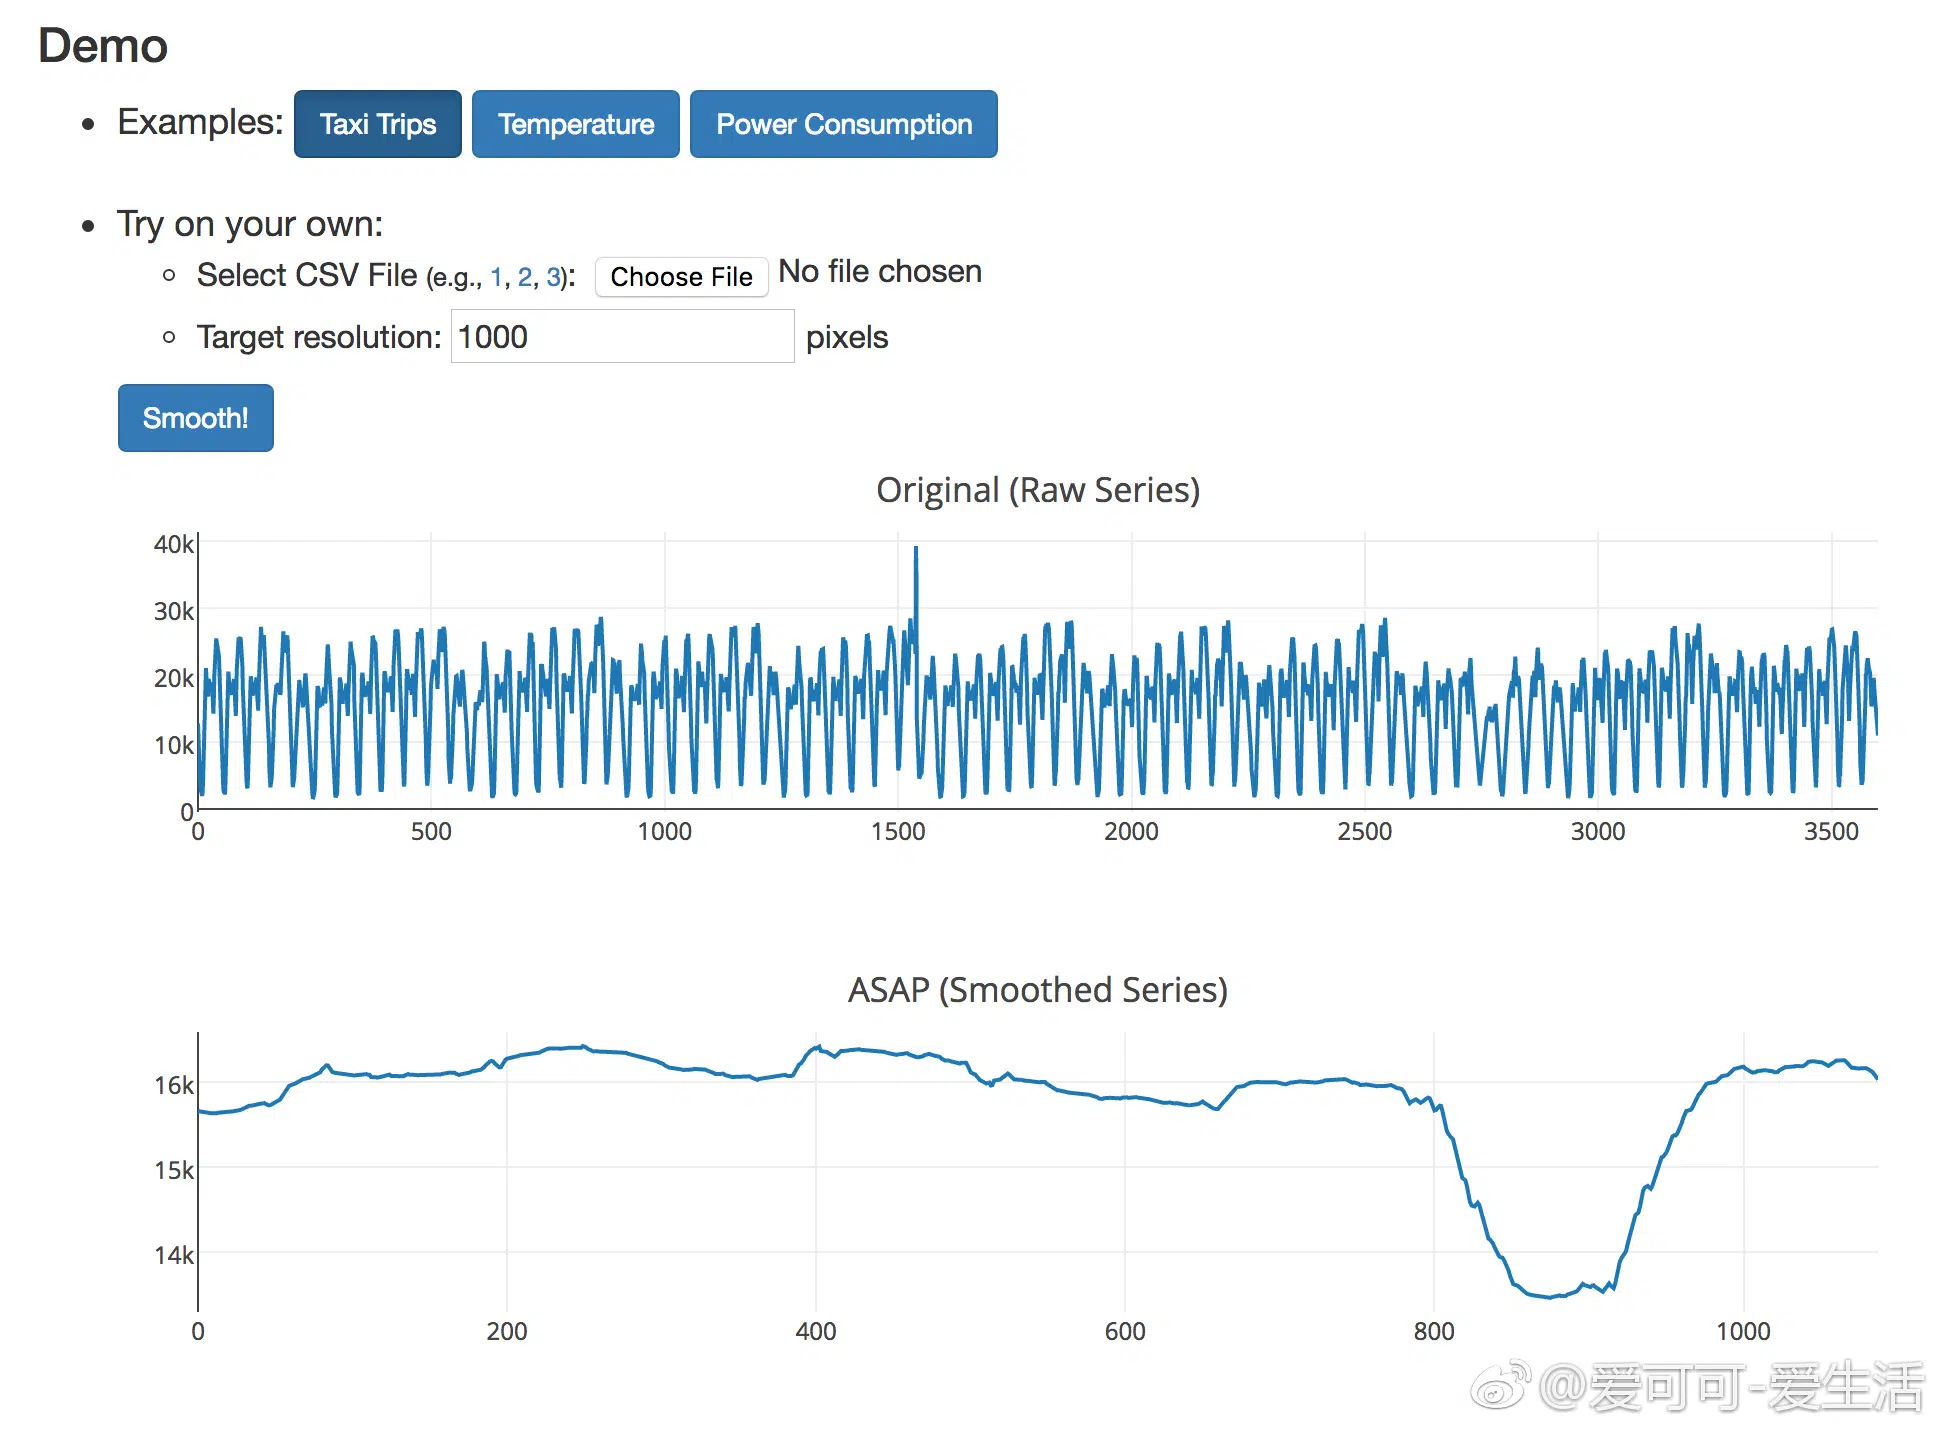 Demo
Examples: Taxi Trips Temperature Power Consumption
Try on your own:
Select CSV File (e.g., 1, 2, 3): Choose File No file chosen
Target resolution: 1000 pixels
Smooth!
Original (Raw Series)
40k
30k
20k
10k
0
0 500 1000 1500 2000 2500 3000 3500
ASAP (Smoothed Series)
16k
15k
14k
0 200 400 600 800 1000
@爱可可-爱生活